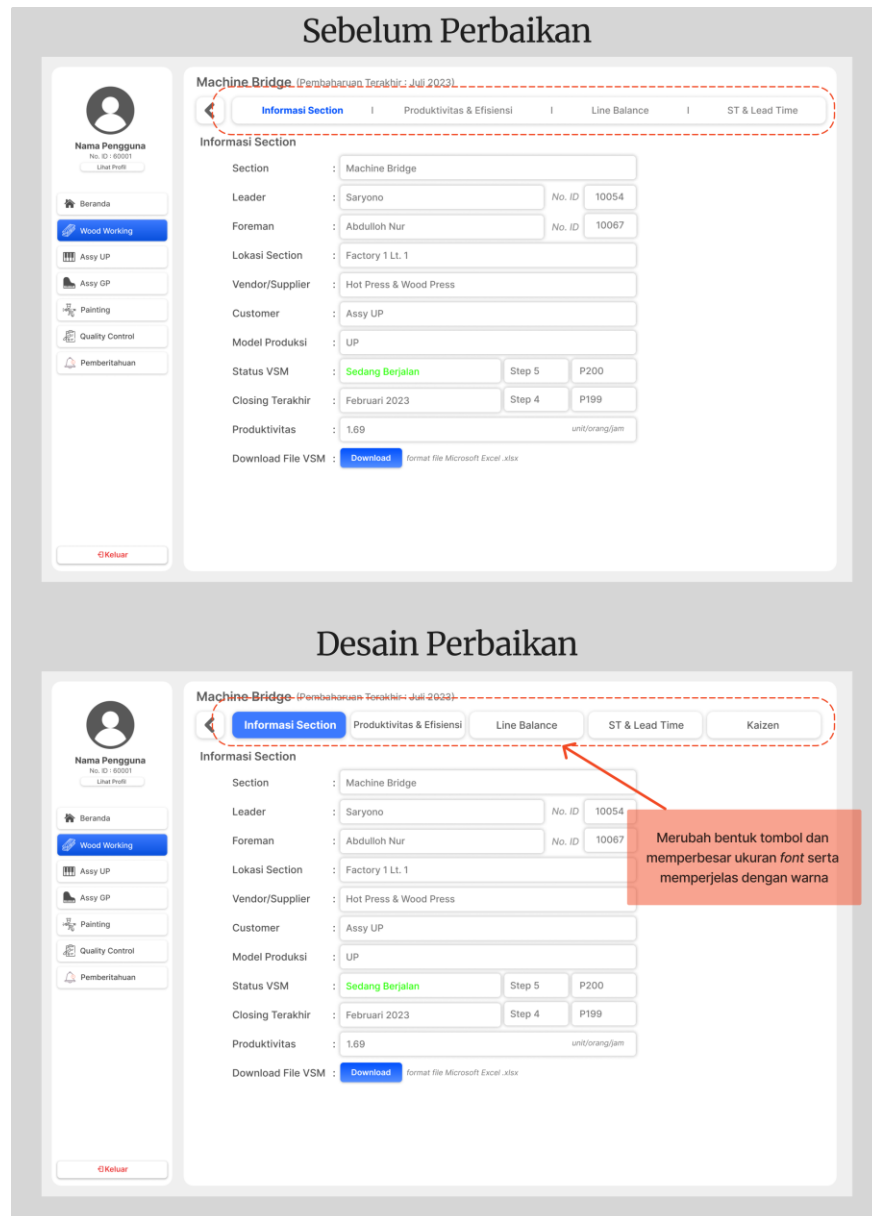 Sebelum Perbaikan
Machine Bridge (Pembaharuan Terakhir : Juli 2023)
Informasi Section | Produktivitas & Efisiensi | Line Balance | ST & Lead Time
Nama Pengguna
No. ID : 60001
Lihat Profil
Beranda
Wood Working
Assy UP
Assy GP
Painting
Quality Control
Pemberitahuan
Keluar
Informasi Section
Section : Machine Bridge
Leader : Saryono No. ID 10054
Foreman : Abdulloh Nur No. ID 10067
Lokasi Section : Factory 1 Lt. 1
Vendor/Supplier : Hot Press & Wood Press
Customer : Assy UP
Model Produksi : UP
Status VSM : Sedang Berjalan Step 5 P200
Closing Terakhir : Februari 2023 Step 4 P199
Produktivitas : 1.69 unit/orang/jam
Download File VSM : Download format file Microsoft Excel .xlsx
Desain Perbaikan
Machine Bridge (Pembaharuan Terakhir : Juli 2023)
Informasi Section Produktivitas & Efisiensi Line Balance ST & Lead Time Kaizen
Nama Pengguna
No. ID : 60001
Lihat Profil
Beranda
Wood Working
Assy UP
Assy GP
Painting
Quality Control
Pemberitahuan
Keluar
Informasi Section
Section : Machine Bridge
Leader : Saryono No. ID 10054
Foreman : Abdulloh Nur No. ID 10067
Lokasi Section : Factory 1 Lt. 1
Vendor/Supplier : Hot Press & Wood Press
Customer : Assy UP
Model Produksi : UP
Status VSM : Sedang Berjalan Step 5 P200
Closing Terakhir : Februari 2023 Step 4 P199
Produktivitas : 1.69 unit/orang/jam
Download File VSM : Download format file Microsoft Excel .xlsx
Merubah bentuk tombol dan
memperbesar ukuran font serta
memperjelas dengan warna